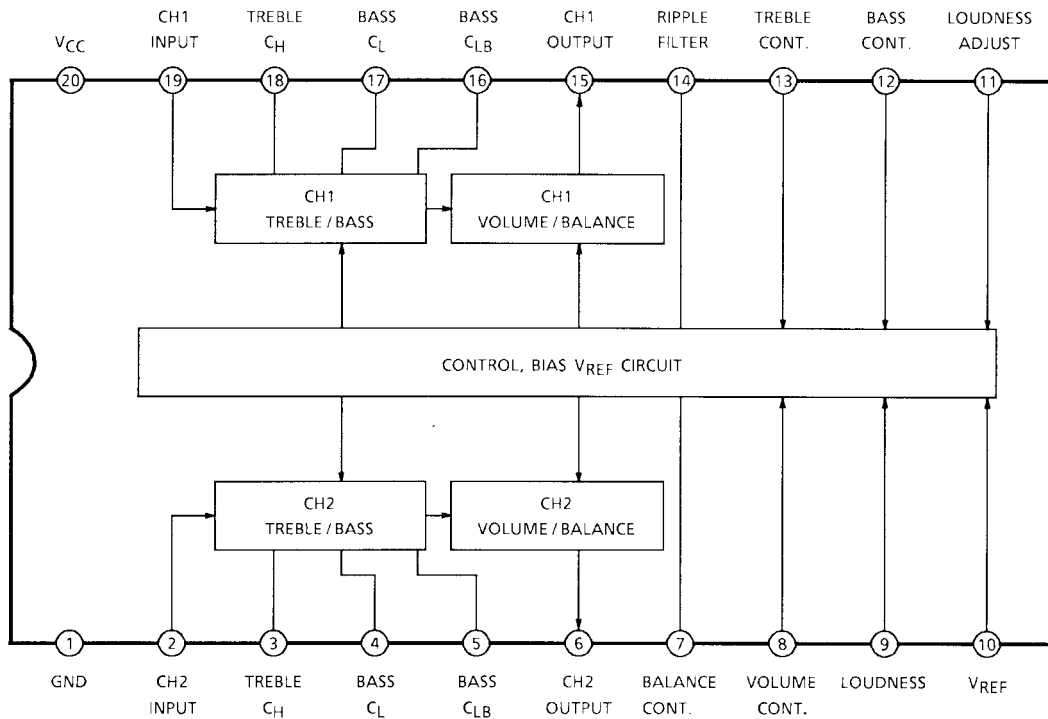 CH1 TREBLE BASS BASS CH1 RIPPLE TREBLE BASS LOUDNESS
VCC INPUT CH CL CLB OUTPUT FILTER CONT. CONT. ADJUST
20 19 18 17 16 15 14 13 12 11
CH1
TREBLE / BASS
CH1
VOLUME / BALANCE
CONTROL, BIAS VREF CIRCUIT
CH2
TREBLE / BASS
CH2
VOLUME / BALANCE
1 2 3 4 5 6 7 8 9 10
GND CH2 TREBLE BASS BASS CH2 BALANCE VOLUME LOUDNESS VREF
INPUT CH CL CLB OUTPUT CONT. CONT.